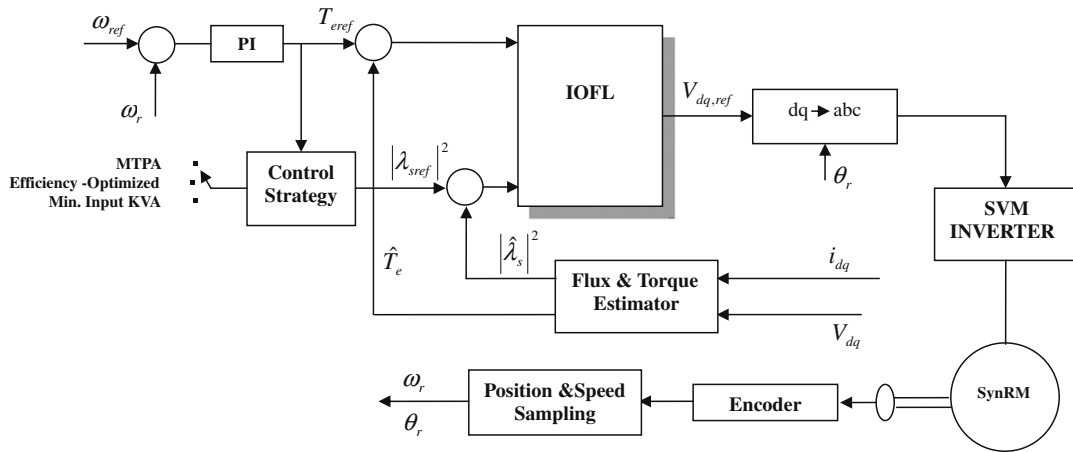 ω_ref
PI
T_eref
ω_r
MTPA
Efficiency -Optimized
Min. Input KVA
Control
Strategy
|λ_sref|²
IOFL
V_dq,ref
dq → abc
θ_r
SVM
INVERTER
T̂_e
|λ̂_s|²
Flux & Torque
Estimator
i_dq
V_dq
ω_r
θ_r
Position &Speed
Sampling
Encoder
SynRM